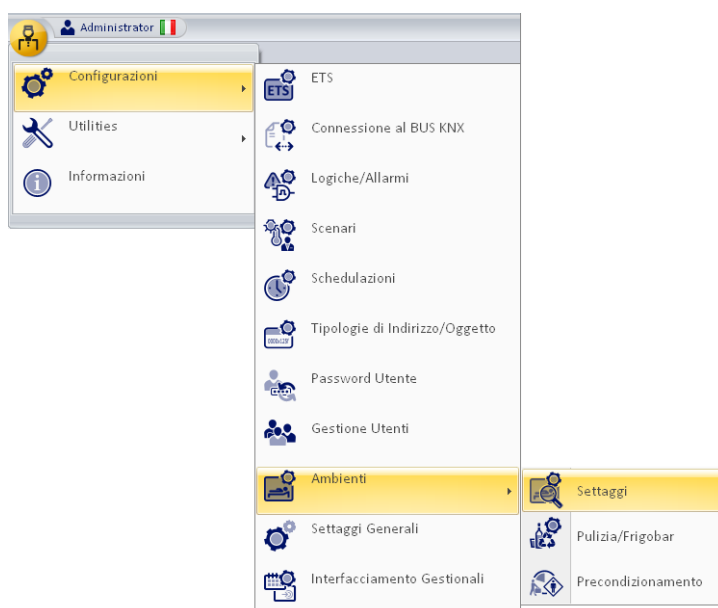 Administrator
Configurazioni
Utilities
Informazioni
ETS
ETS
Connessione al BUS KNX
Logiche/Allarmi
Scenari
Schedulazioni
Tipologie di Indirizzo/Oggetto
Password Utente
Gestione Utenti
Ambienti
Settaggi Generali
Interfacciamento Gestionali
Settaggi
Pulizia/Frigobar
Precondizionamento